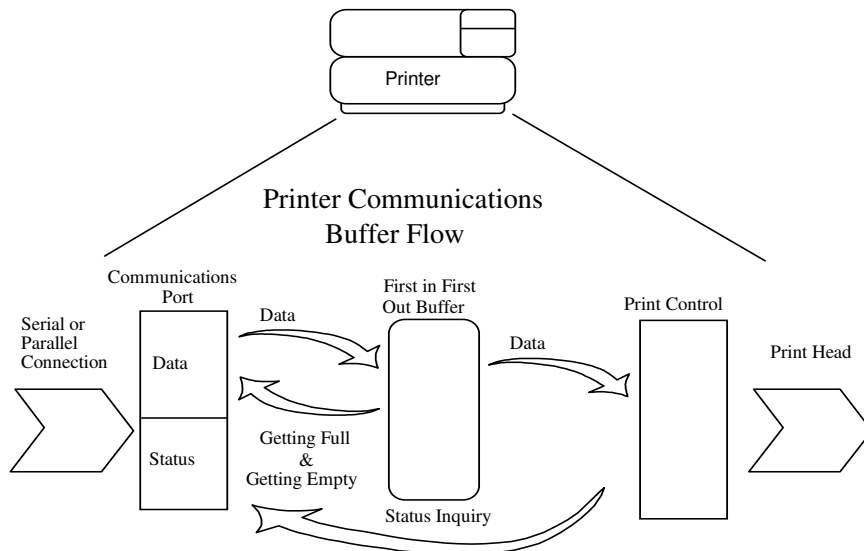 Printer
Printer Communications
Buffer Flow
Communications
Port
First in First
Out Buffer
Print Control
Serial or
Parallel
Connection
Data
Data
Data
Print Head
Status
Getting Full
&
Getting Empty
Status Inquiry